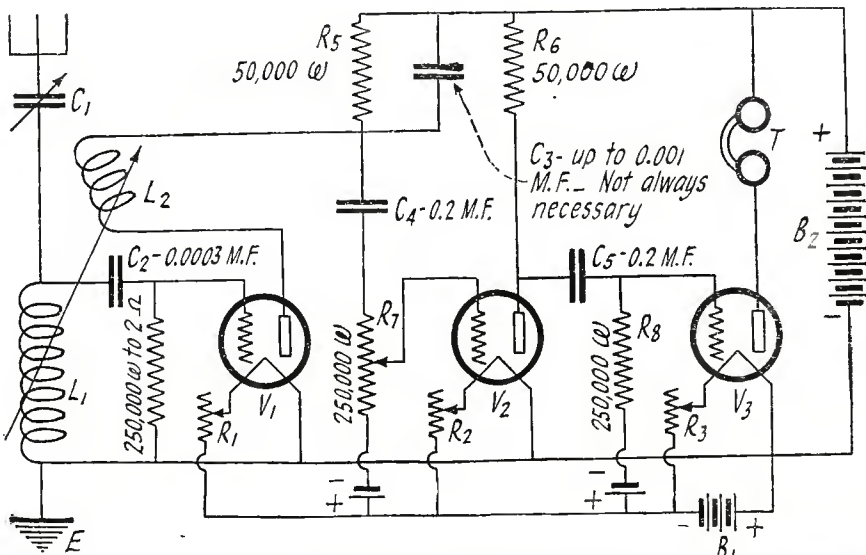 R5
50,000 ω
R6
50,000 ω
C1
C3- up to 0.001
M.F._ Not always
necessary
T
+
L2
C4-0.2 M.F.
B2
C2-0.0003 M.F.
C5-0.2 M.F.
-
R7
250,000 ω
R8
250,000 ω
L1
250,000 ω to 2 Ω
R1
V1
R2
V2
R3
V3
-
+
-
+
E
-
+
B1